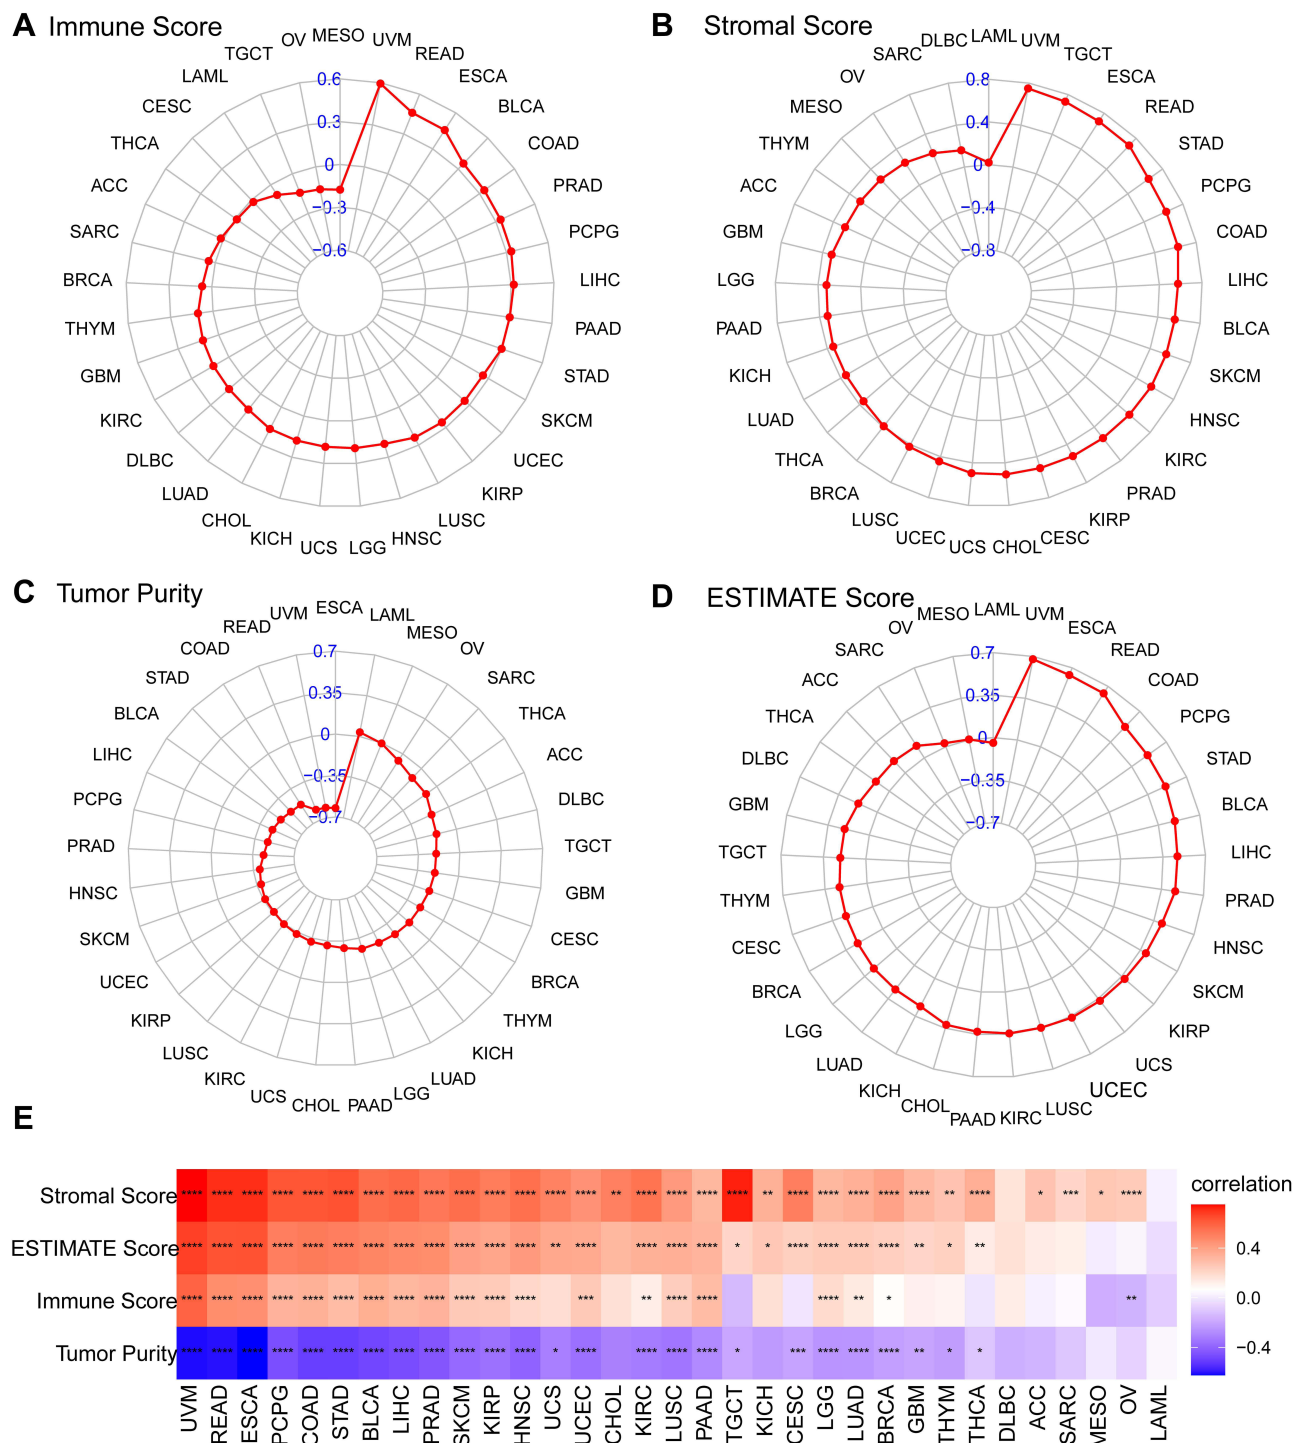 A Immune Score
MESO
UVM
READ
ESCA
BLCA
COAD
PRAD
PCPG
LIHC
PAAD
STAD
SKCM
UCEC
KIRP
LUSC
HNSC
LGG
UCS
KICH
CHOL
LUAD
DLBC
KIRC
GBM
THYM
BRCA
SARC
ACC
THCA
CESC
LAML
TGCT
OV
0.6
0.3
0
−0.3
−0.6
B Stromal Score
LAML
UVM
TGCT
ESCA
READ
STAD
PCPG
COAD
LIHC
BLCA
SKCM
HNSC
KIRC
PRAD
KIRP
CESC
CHOL
UCS
UCEC
LUSC
BRCA
THCA
LUAD
KICH
PAAD
LGG
GBM
ACC
THYM
MESO
OV
SARC
DLBC
0.8
0.4
0
−0.4
−0.8
C Tumor Purity
ESCA
LAML
MESO
OV
SARC
THCA
ACC
DLBC
TGCT
GBM
CESC
BRCA
THYM
KICH
LUAD
LGG
PAAD
CHOL
UCS
KIRC
LUSC
KIRP
UCEC
SKCM
HNSC
PRAD
PCPG
LIHC
BLCA
STAD
COAD
READ
UVM
0.7
0.35
0
−0.35
−0.7
D ESTIMATE Score
LAML
UVM
ESCA
READ
COAD
PCPG
STAD
BLCA
LIHC
PRAD
HNSC
SKCM
KIRP
UCS
UCEC
LUSC
KIRC
PAAD
CHOL
KICH
LUAD
LGG
BRCA
CESC
THYM
TGCT
GBM
DLBC
THCA
ACC
SARC
OV
MESO
0.7
0.35
0
−0.35
−0.7
E
Stromal Score **** **** **** **** **** **** **** **** **** **** **** **** **** **** ** **** **** **** **** ** **** **** **** **** **** ** **** * *** * ****
ESTIMATE Score **** **** **** **** **** **** **** **** **** **** **** **** ** **** **** **** **** * * **** **** **** **** ** * **
Immune Score **** **** **** **** **** **** **** **** **** **** **** **** *** ** **** **** **** ** * **
Tumor Purity **** **** **** **** **** **** **** **** **** **** **** **** * **** **** **** **** * *** **** **** **** ** * *
UVM READ ESCA PCPG COAD STAD BLCA LIHC PRAD SKCM KIRP HNSC UCS UCEC CHOL KIRC LUSC PAAD TGCT KICH CESC LGG LUAD BRCA GBM THYM THCA DLBC ACC SARC MESO OV LAML
correlation
0.4
0.0
−0.4